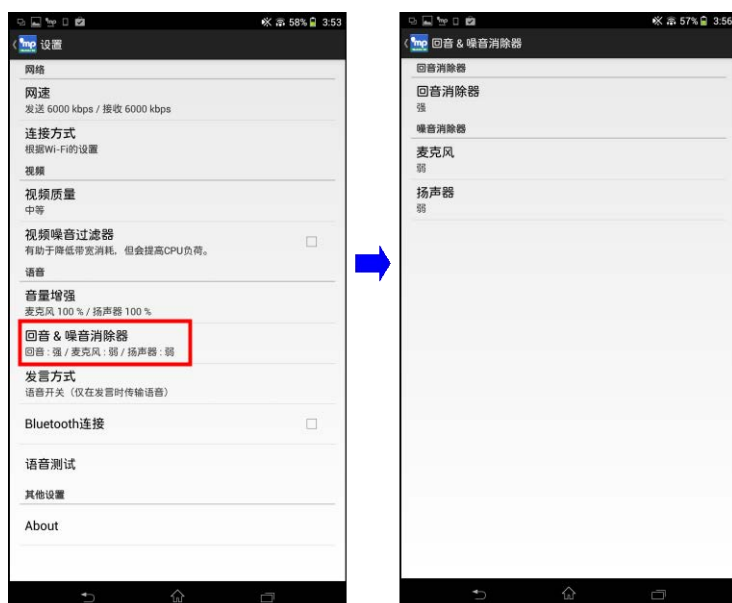 58% 3:53
mp 设置
网络
网速
发送 6000 kbps / 接收 6000 kbps
连接方式
根据Wi-Fi的设置
视频
视频质量
中等
视频噪音过滤器
有助于降低带宽消耗，但会提高CPU负荷。
语音
音量增强
麦克风 100 % / 扬声器 100 %
回音 & 噪音消除器
回音 : 强 / 麦克风 : 弱 / 扬声器 : 弱
发言方式
语音开关（仅在发言时传输语音）
Bluetooth连接
语音测试
其他设置
About
57% 3:56
mp 回音 & 噪音消除器
回音消除器
回音消除器
强
噪音消除器
麦克风
弱
扬声器
弱